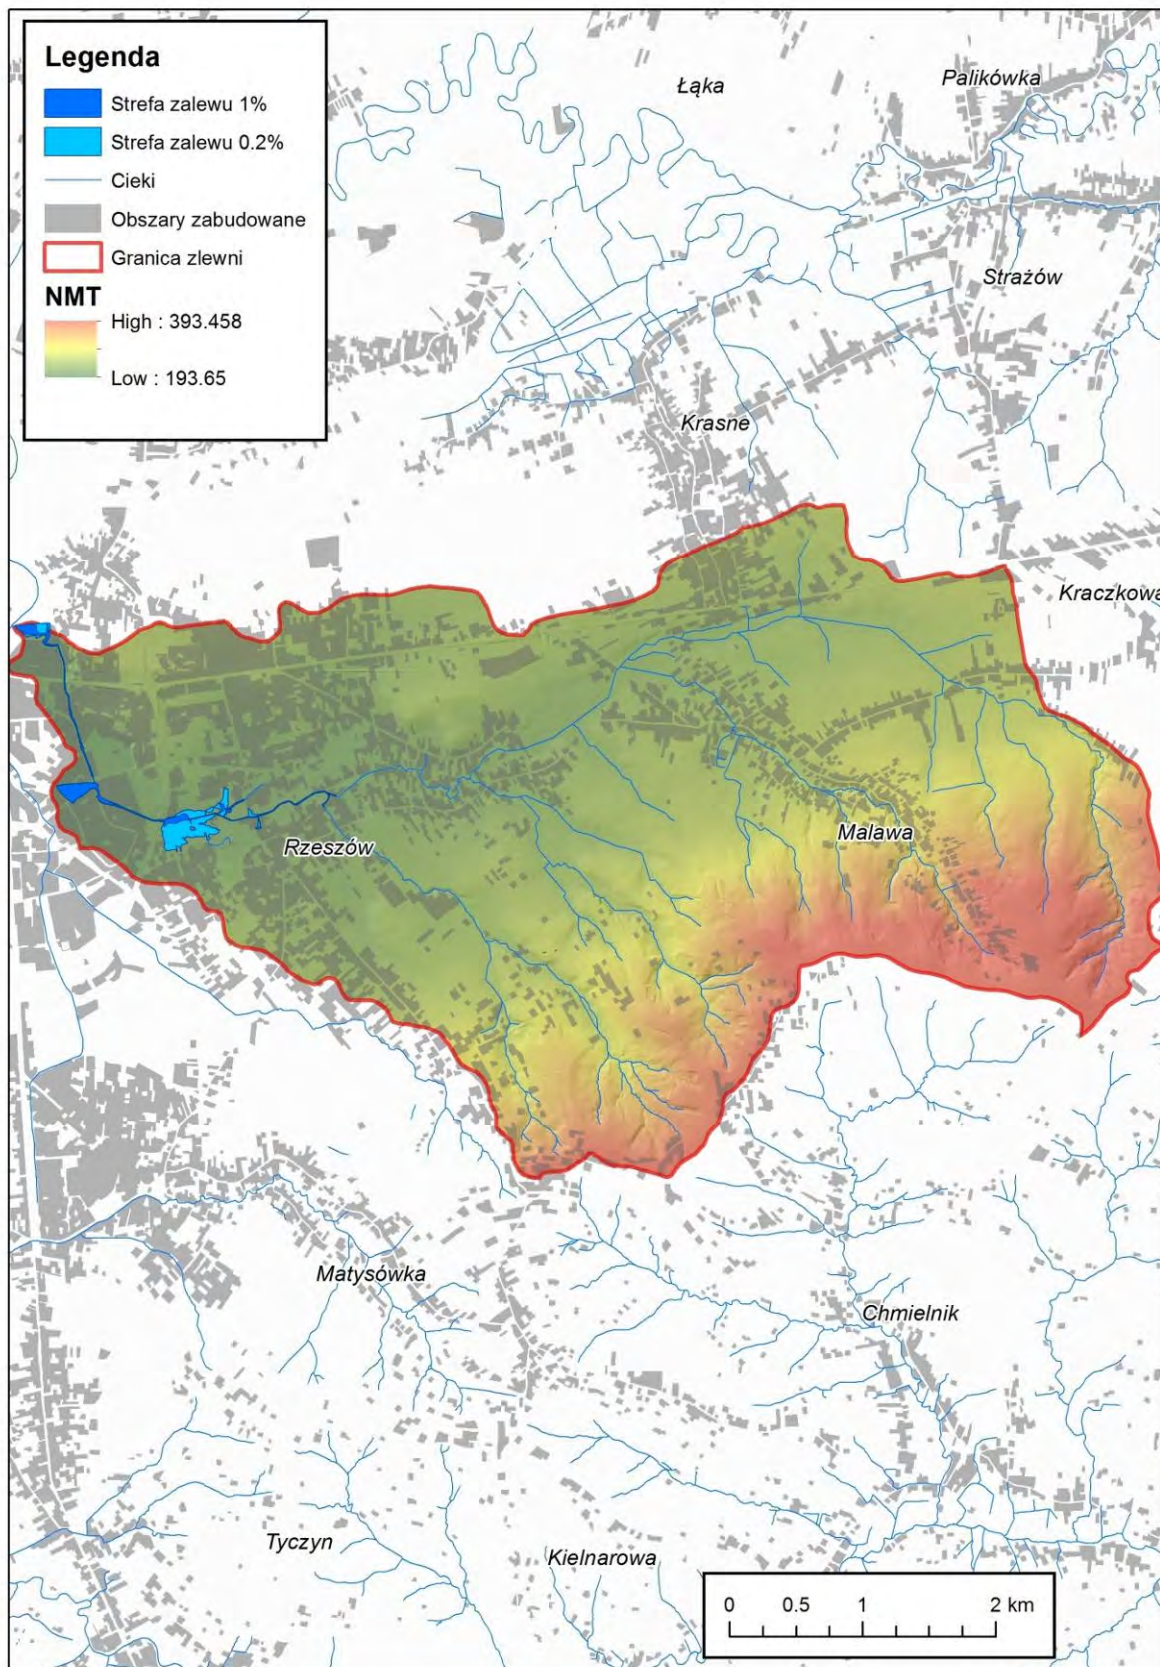 Legenda
Strefa zalewu 1%
Strefa zalewu 0.2%
Cieki
Obszary zabudowane
Granica zlewni
NMT
High : 393.458
Low : 193.65
Łąka
Palikówka
Strażów
Krasne
Kraczkowa
Malawa
Rzeszów
Matysówka
Chmielnik
Tyczyn
Kielnarowa
0 0.5 1 2 km